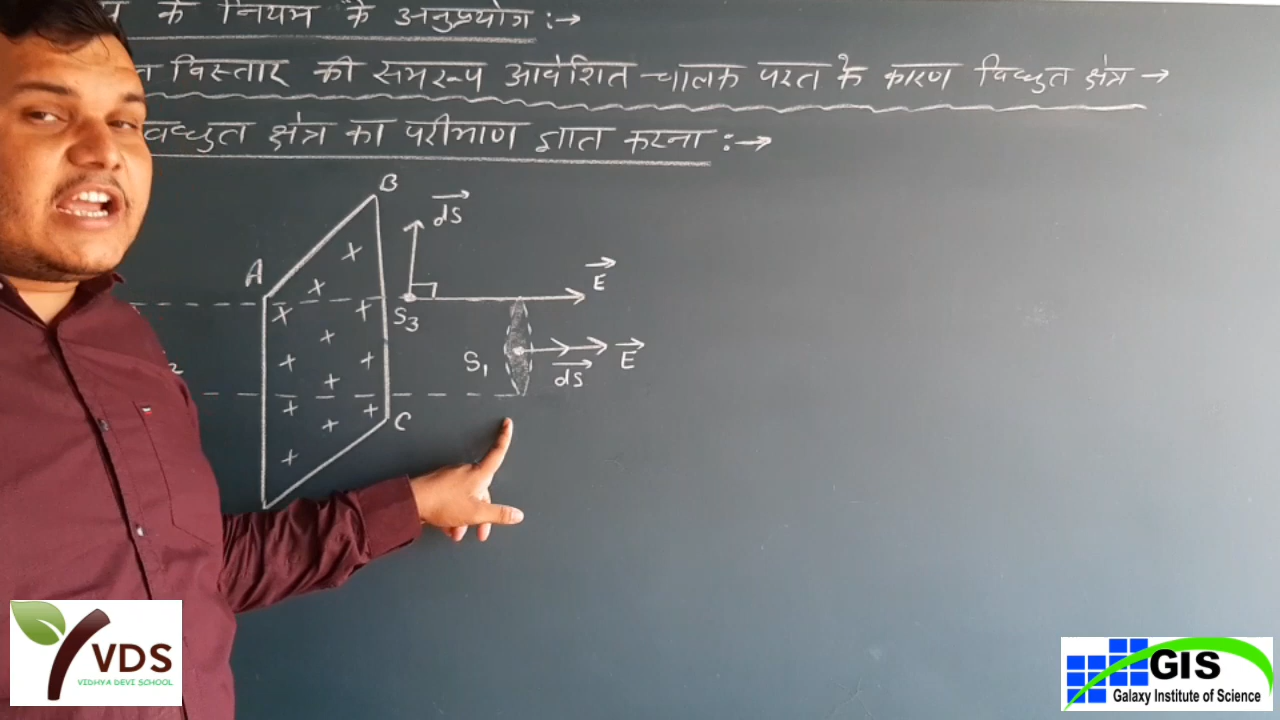 के नियम के अनुप्रयोग :→
विस्तार की समरूप आवेशित चालक परत के कारण विधुत क्षेत्र →
विधुत क्षेत्र का परीमाण ज्ञात करना :→
B
dS
A
E
S3
S1
dS
E
2
C
VDS
VIDHYA DEVI SCHOOL
GIS
Galaxy Institute of Science